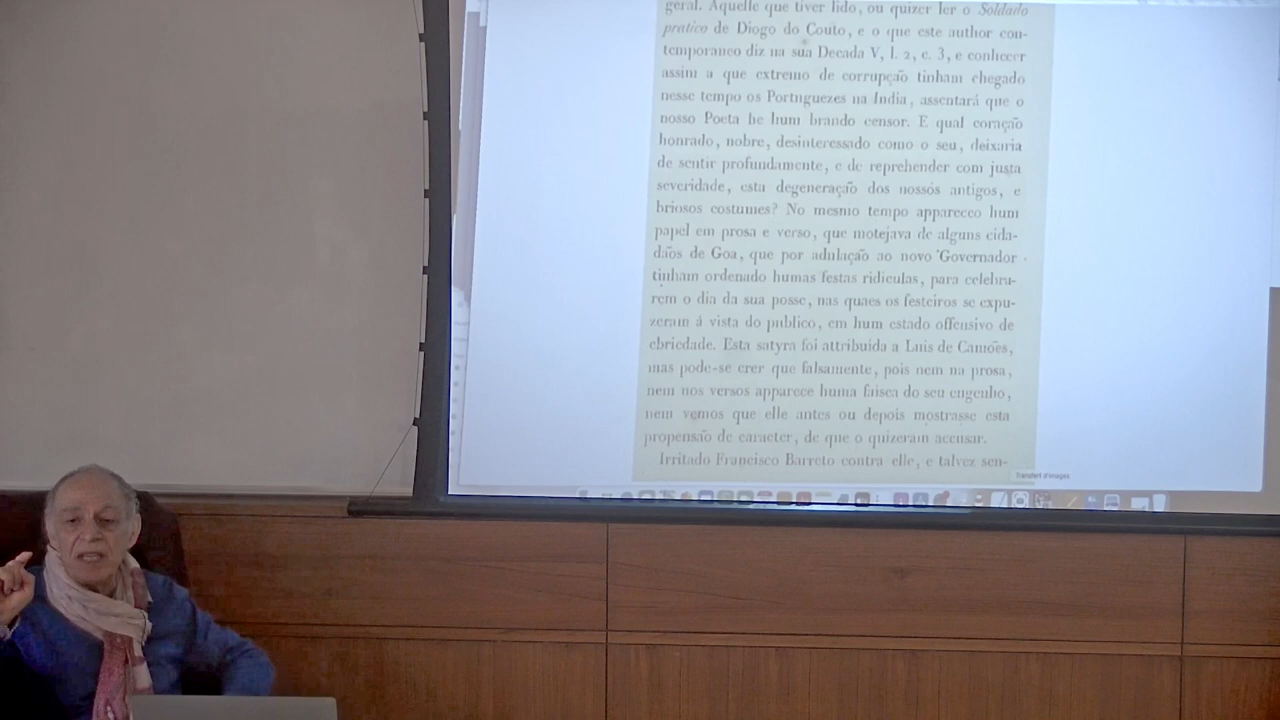 geral. Aquelle que tiver lido, ou quizer ler o Soldado
pratico de Diogo do Couto, e o que este author con-
temporaneo diz na sua Decada V, l. 2, c. 3, e conhecer
assim a que extremo de corrupção tinham chegado
nesse tempo os Portuguezes na India, assentará que o
nosso Poeta he hum brando censor. E qual coração
honrado, nobre, desinteressado como o seu, deixaria
de sentir profundamente, e de reprehender com justa
severidade, esta degeneração dos nossos antigos, e
briosos costumes? No mesmo tempo appareceo hum
papel em prosa e verso, que motejava de alguns cida-
dãos de Goa, que por adulação ao novo Governador
tinham ordenado humas festas ridiculas, para celebra-
rem o dia da sua posse, nas quaes os festeiros se expu-
zeram á vista do publico, em hum estado offensivo de
ebriedade. Esta satyra foi attribuida a Luis de Camões,
mas pode-se crer que falsamente, pois nem na prosa,
nem nos versos apparece huma faisca do seu engenho,
nem vemos que elle antes ou depois mostrasse esta
propensão de caracter, de que o quizeram accusar.
Irritado Francisco Barreto contra elle, e talvez sen-
Transfert d'images